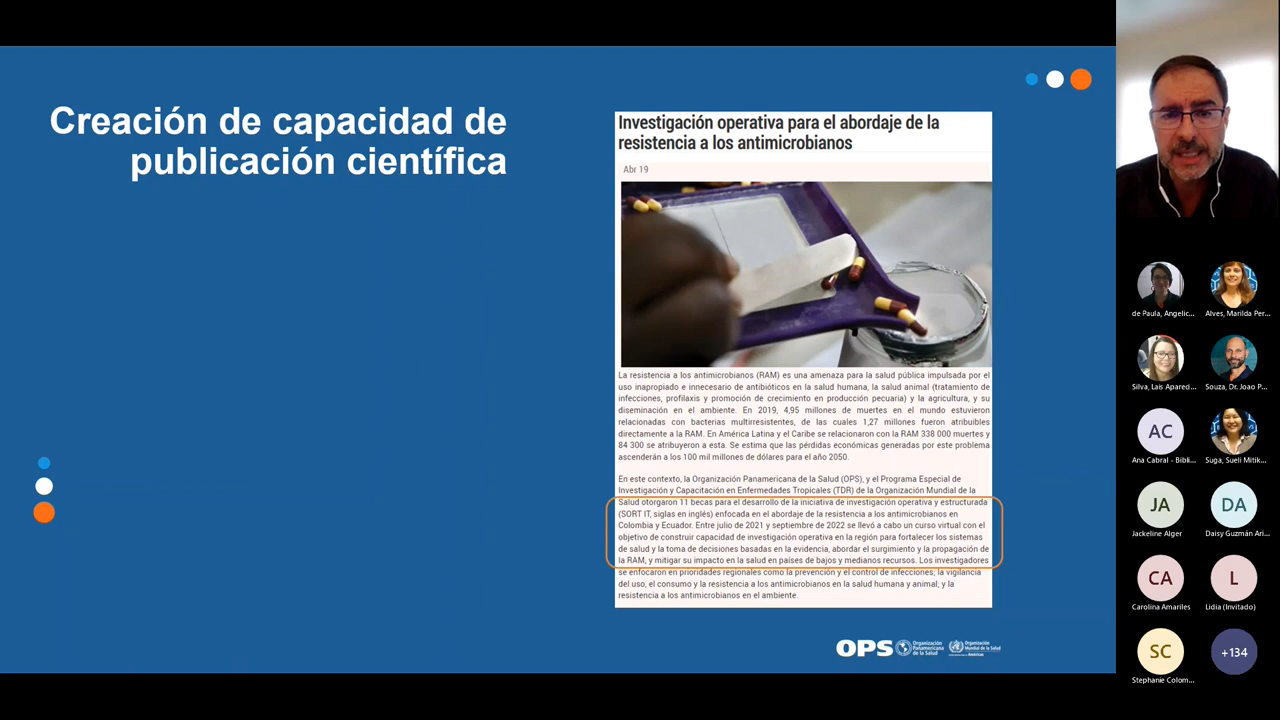 Creación de capacidad de
publicación científica
Investigación operativa para el abordaje de la
resistencia a los antimicrobianos
Abr 19
La resistencia a los antimicrobianos (RAM) es una amenaza para la salud pública impulsada por el
uso inapropiado e innecesario de antibióticos en la salud humana, la salud animal (tratamiento de
infecciones, profilaxis y promoción de crecimiento en producción pecuaria) y la agricultura, y su
diseminación en el ambiente. En 2019, 4,95 millones de muertes en el mundo estuvieron
relacionadas con bacterias multirresistentes, de las cuales 1,27 millones fueron atribuibles
directamente a la RAM. En América Latina y el Caribe se relacionaron con la RAM 338 000 muertes y
84 300 se atribuyeron a esta. Se estima que las pérdidas económicas generadas por este problema
ascenderán a los 100 mil millones de dólares para el año 2050.
En este contexto, la Organización Panamericana de la Salud (OPS), y el Programa Especial de
Investigación y Capacitación en Enfermedades Tropicales (TDR) de la Organización Mundial de la
Salud otorgaron 11 becas para el desarrollo de la iniciativa de investigación operativa y estructurada
(SORT IT, siglas en inglés) enfocada en el abordaje de la resistencia a los antimicrobianos en
Colombia y Ecuador. Entre julio de 2021 y septiembre de 2022 se llevó a cabo un curso virtual con el
objetivo de construir capacidad de investigación operativa en la región para fortalecer los sistemas
de salud y la toma de decisiones basadas en la evidencia, abordar el surgimiento y la propagación de
la RAM, y mitigar su impacto en la salud en países de bajos y medianos recursos. Los investigadores
se enfocaron en prioridades regionales como la prevención y el control de infecciones; la vigilancia
del uso, el consumo y la resistencia a los antimicrobianos en la salud humana y animal; y la
resistencia a los antimicrobianos en el ambiente.
OPS
Organización
Panamericana
de la Salud
Organización
Mundial de la Salud
de Paula, Angelic...
Alves, Marilda Per...
Silva, Lais Apared...
Souza, Dr. Joao P...
AC
Ana Cabral - Bibli...
Suga, Sueli Mitik...
JA
Jackeline Alger
DA
Daisy Guzmán Ari...
CA
Carolina Amariles
L
Lidia (Invitado)
SC
Stephanie Colom...
+134